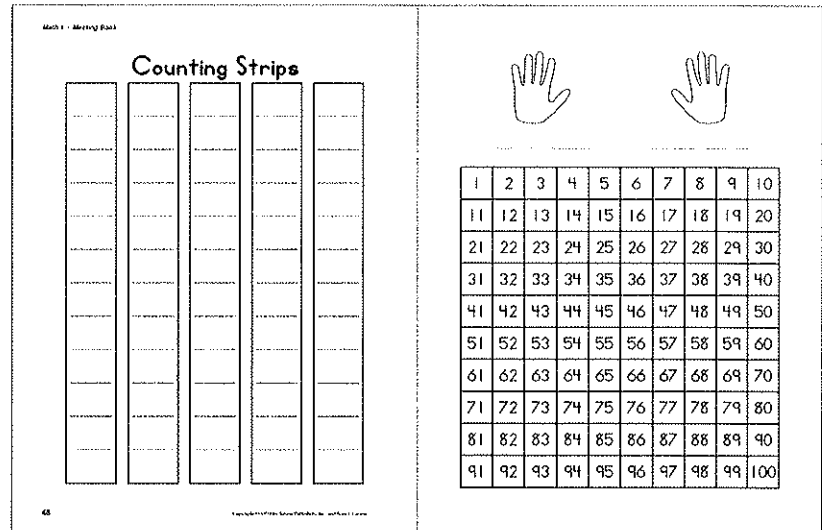 Math 1 • Meeting Book
Counting Strips
48
1 2 3 4 5 6 7 8 9 10
11 12 13 14 15 16 17 18 19 20
21 22 23 24 25 26 27 28 29 30
31 32 33 34 35 36 37 38 39 40
41 42 43 44 45 46 47 48 49 50
51 52 53 54 55 56 57 58 59 60
61 62 63 64 65 66 67 68 69 70
71 72 73 74 75 76 77 78 79 80
81 82 83 84 85 86 87 88 89 90
91 92 93 94 95 96 97 98 99 100